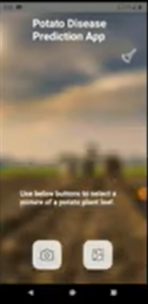 Potato Disease
Prediction App
Use below buttons to select a
picture of a potato plant leaf.